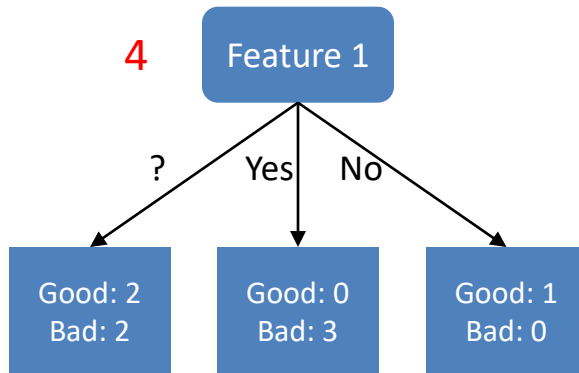 4
Feature 1
?
Yes
No
Good: 2
Bad: 2
Good: 0
Bad: 3
Good: 1
Bad: 0